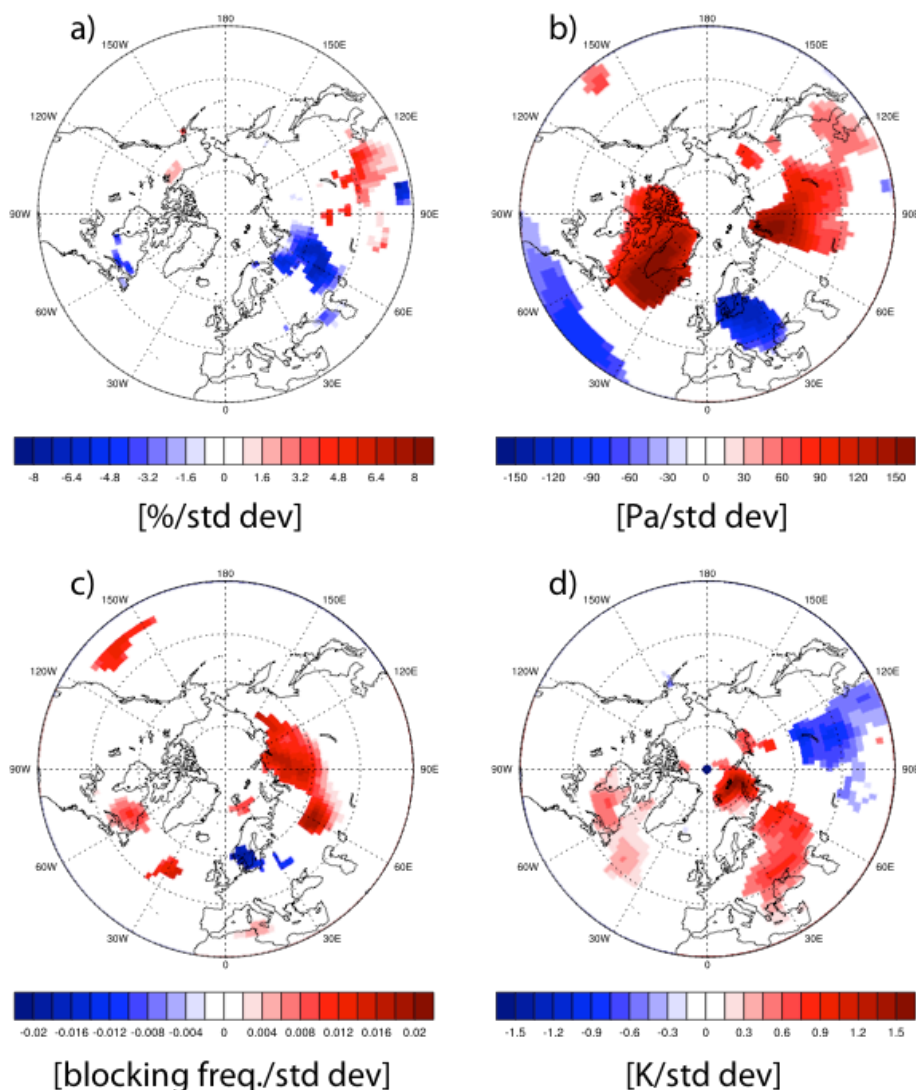 a)
180
150W
150E
120W
120E
90W
90E
60W
60E
30W
30E
0
-8 -6.4 -4.8 -3.2 -1.6 0 1.6 3.2 4.8 6.4 8
[%/std dev]
b)
180
150W
150E
120W
120E
90W
90E
60W
60E
30W
30E
0
-150 -120 -90 -60 -30 0 30 60 90 120 150
[Pa/std dev]
c)
180
150W
150E
120W
120E
90W
90E
60W
60E
30W
30E
0
-0.02 -0.016 -0.012 -0.008 -0.004 0 0.004 0.008 0.012 0.016 0.02
[blocking freq./std dev]
d)
180
150W
150E
120W
120E
90W
90E
60W
60E
30W
30E
0
-1.5 -1.2 -0.9 -0.6 -0.3 0 0.3 0.6 0.9 1.2 1.5
[K/std dev]